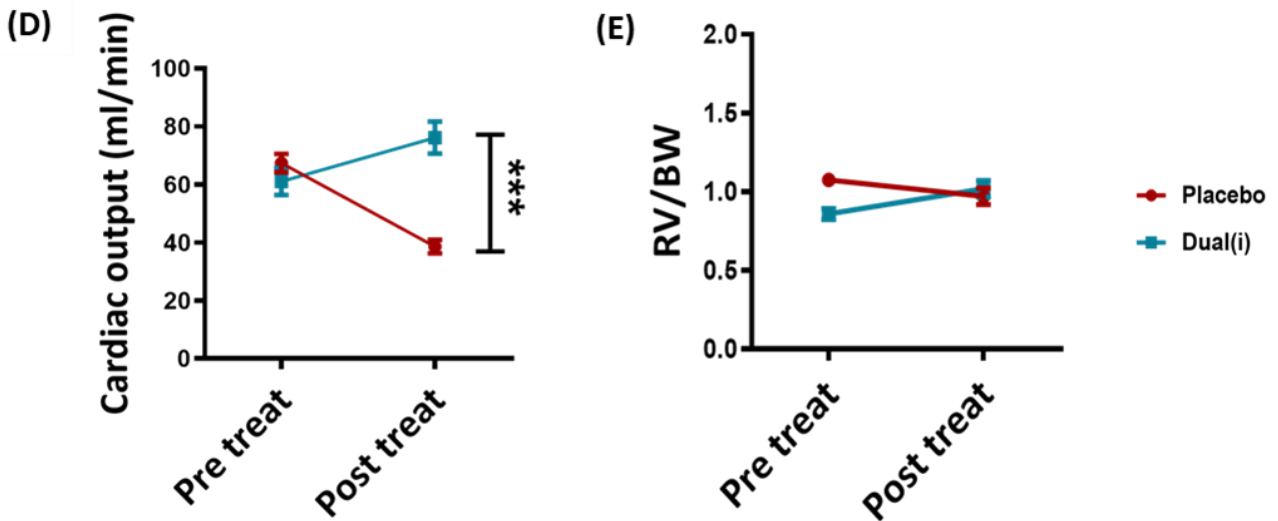 (D)
Cardiac output (ml/min)
100
80
60
40
20
0
***
Pre treat
Post treat
(E)
RV/BW
2.0
1.5
1.0
0.5
0.0
Pre treat
Post treat
Placebo
Dual(i)